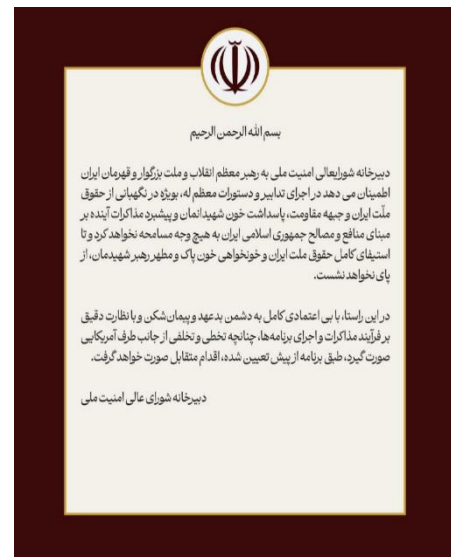 بسم الله الرحمن الرحیم
دبیرخانه شورایعالی امنیت ملی به رهبر معظم انقلاب و ملت بزرگوار و قهرمان ایران
اطمینان می دهد در اجرای تدابیر و دستورات معظم له، بویژه در نگهبانی از حقوق
ملّت ایران و جبهه مقاومت، پاسداشت خون شهیدانمان و پیشبرد مذاکرات آینده بر
مبنای منافع و مصالح جمهوری اسلامی ایران به هیچ وجه مسامحه نخواهد کرد و تا
استیفای کامل حقوق ملت ایران و خونخواهی خون پاک و مطهر رهبر شهیدمان، از
پای نخواهد نشست.
در این راستا، با بی اعتمادی کامل به دشمن بدعهد و پیمان‌شکن و با نظارت دقیق
بر فرآیند مذاکرات و اجرای برنامه‌ها، چنانچه تخطی و تخلفی از جانب طرف آمریکایی
صورت گیرد، طبق برنامه از پیش تعیین شده، اقدام متقابل صورت خواهد گرفت.
دبیرخانه شورای عالی امنیت ملی